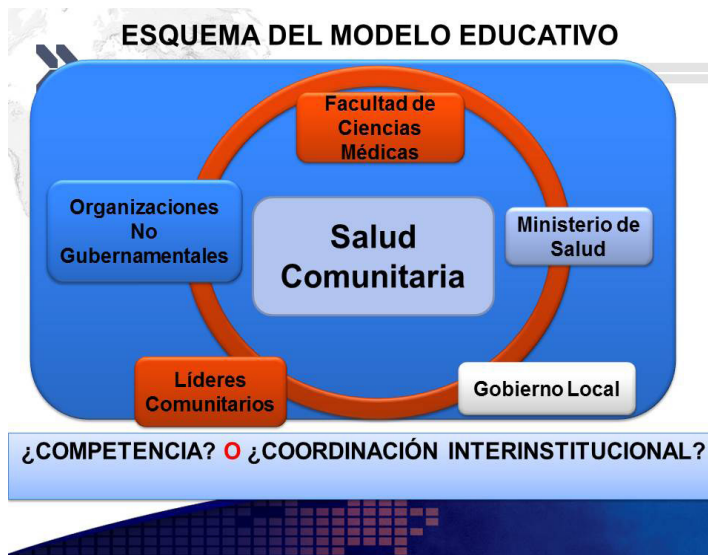 ESQUEMA DEL MODELO EDUCATIVO
Facultad de
Ciencias
Médicas
Organizaciones
No
Gubernamentales
Salud
Comunitaria
Ministerio de
Salud
Líderes
Comunitarios
Gobierno Local
¿COMPETENCIA? O ¿COORDINACIÓN INTERINSTITUCIONAL?